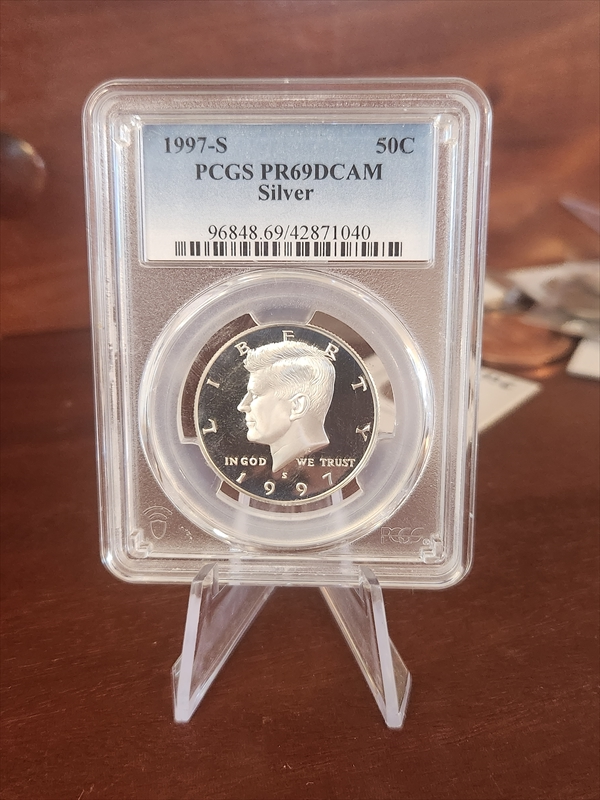 1997-S 50C
PCGS PR69DCAM
Silver
96848.69/42871040
LIBERTY
IN GOD WE TRUST
S
1997
PCGS